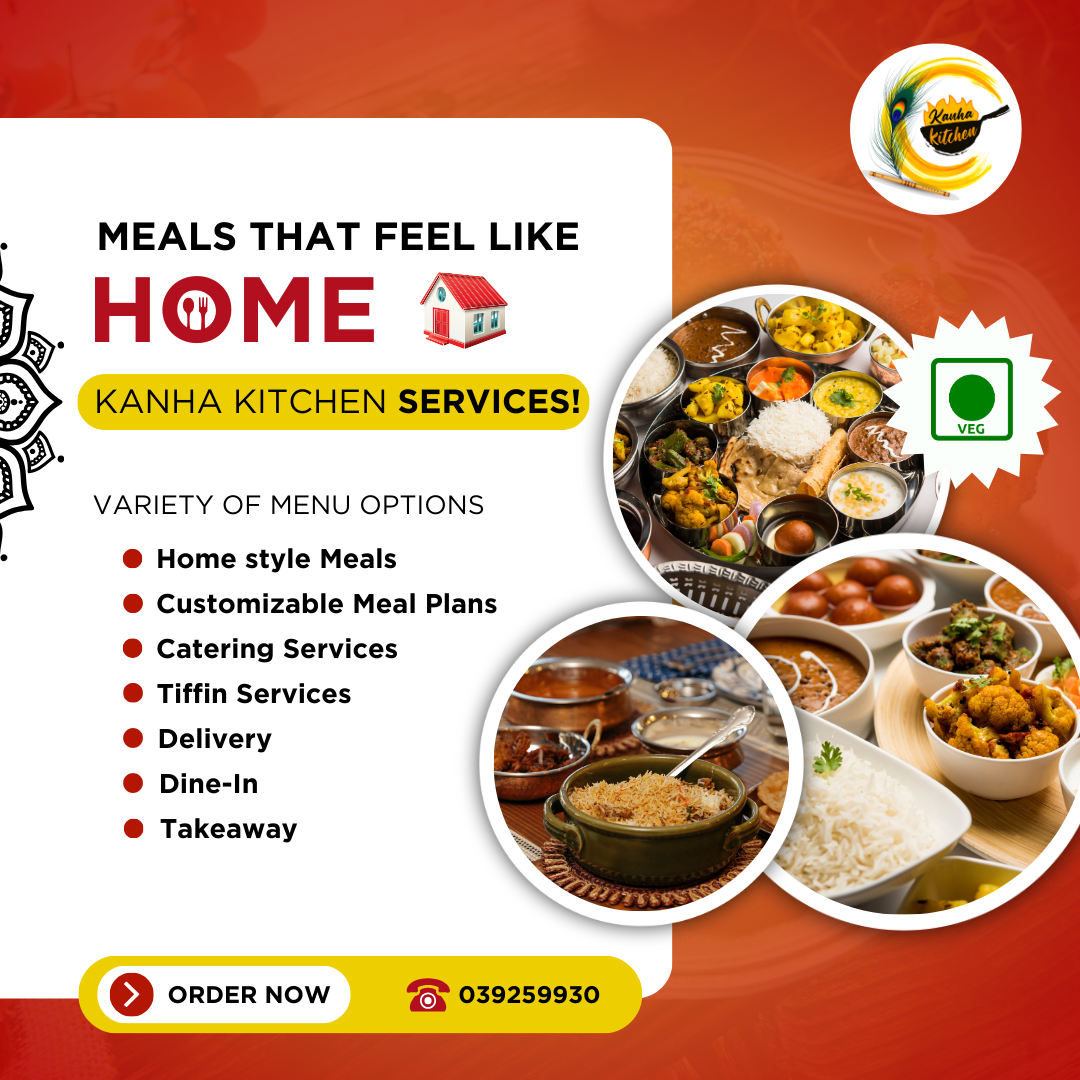 Kanha
Kitchen
MEALS THAT FEEL LIKE
HOME
KANHA KITCHEN SERVICES!
VEG
VARIETY OF MENU OPTIONS
Home style Meals
Customizable Meal Plans
Catering Services
Tiffin Services
Delivery
Dine-In
Takeaway
ORDER NOW
039259930